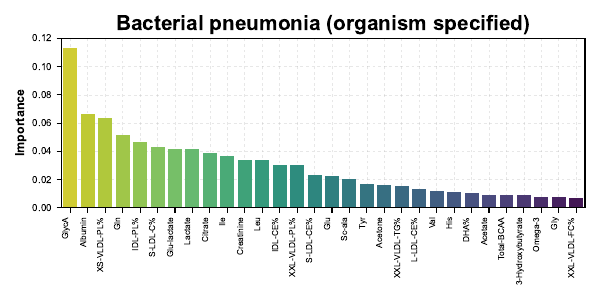 Bacterial pneumonia (organism specified)
Importance
0.12
0.10
0.08
0.06
0.04
0.02
0.00
GlycA
Albumin
XS-VLDL-PL%
Gln
IDL-PL%
S-LDL-C%
Glu-lactate
Lactate
Citrate
Ile
Creatinine
Leu
IDL-CE%
XXL-VLDL-PL%
S-LDL-CE%
Glu
Sc-ala
Tyr
Acetone
XXL-VLDL-TG%
L-LDL-CE%
Val
His
DHA%
Acetate
Total-BCAA
3-Hydroxybutyrate
Omega-3
Gly
XXL-VLDL-FC%